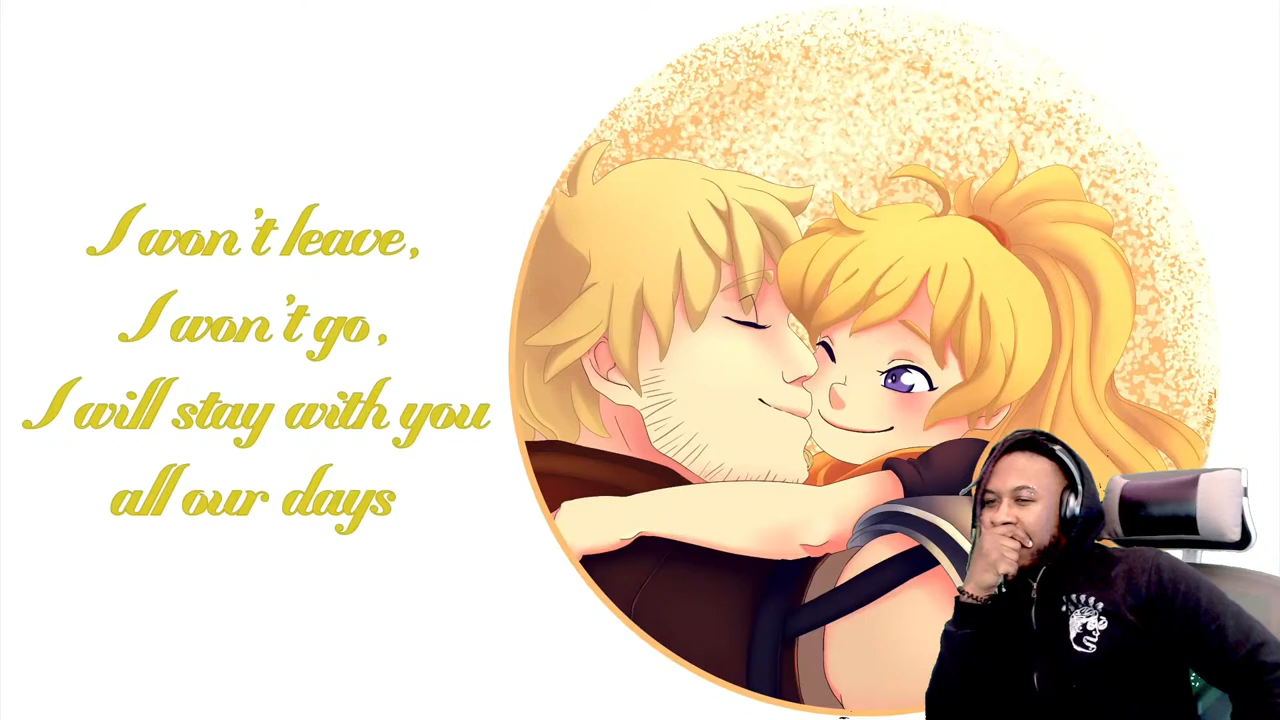 I won't leave,
I won't go,
I will stay with you
all our days